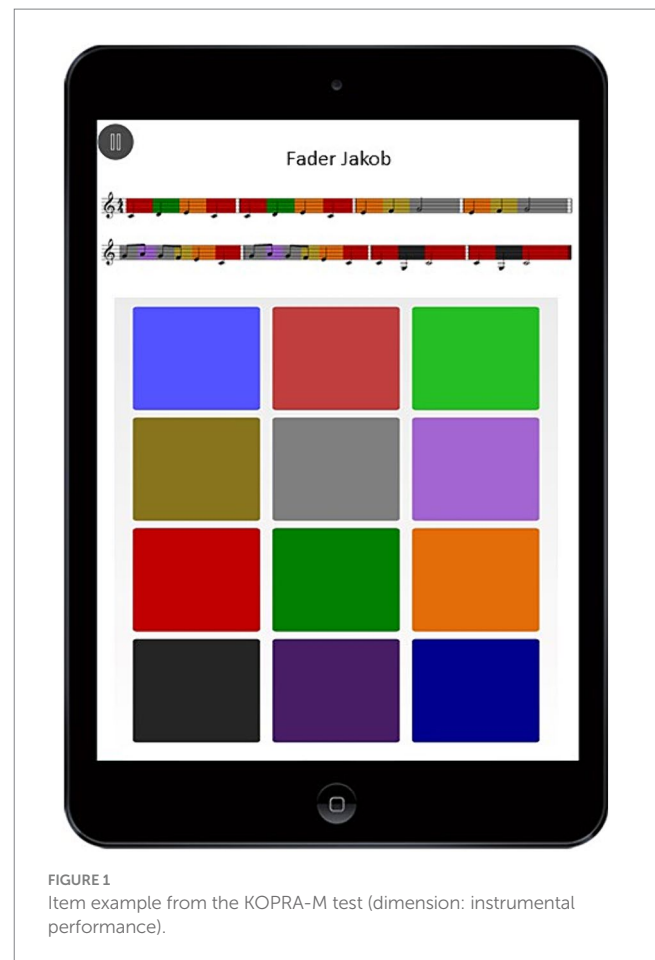 Fader Jakob
FIGURE 1
Item example from the KOPRA-M test (dimension: instrumental
performance).